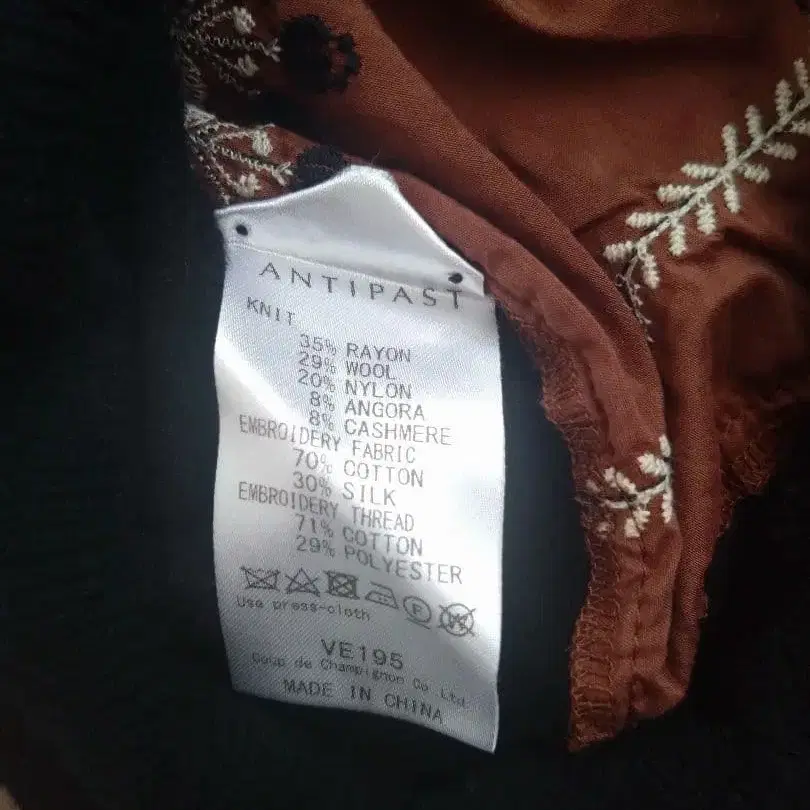 ANTIPAST
KNIT
35% RAYON
29% WOOL
20% NYLON
8% ANGORA
8% CASHMERE
EMBROIDERY FABRIC
70% COTTON
30% SILK
EMBROIDERY THREAD
71% COTTON
29% POLYESTER
P W
Use press-cloth
VE195
Coup de Champignon Co.,Ltd.
MADE IN CHINA